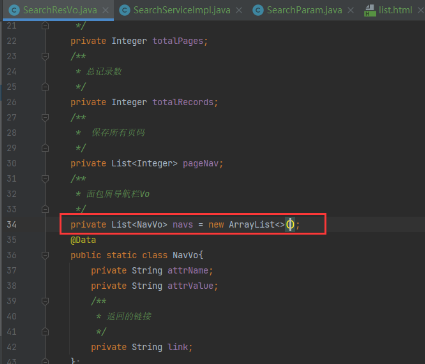 SearchResVo.java × SearchServiceImpl.java × SearchParam.java × list.html ×
21 */
22 private Integer totalPages;
23 /**
24 * 总记录数
25 */
26 private Integer totalRecords;
27 /**
28 * 保存所有页码
29 */
30 private List<Integer> pageNav;
31 /**
32 * 面包屑导航栏Vo
33 */
34 private List<NavVo> navs = new ArrayList<>();
35 @Data
36 public static class NavVo{
37 private String attrName;
38 private String attrValue;
39 /**
40 * 返回的链接
41 */
42 private String link;
43 };